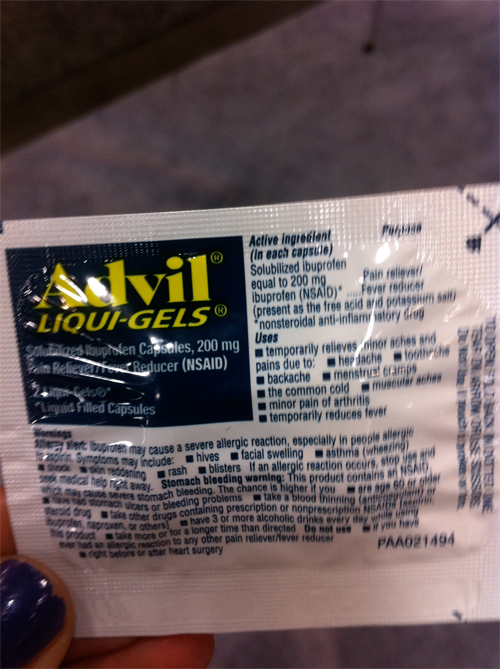 Advil®
LIQUI-GELS®
Solubilized Ibuprofen Capsules, 200 mg
Pain Reliever/Fever Reducer (NSAID)
2 Liqui-Gels®*
*Liquid Filled Capsules
Active ingredient
(in each capsule)
Purpose
Solubilized ibuprofen
equal to 200 mg
ibuprofen (NSAID)*
Pain reliever/
Fever reducer
(present as the free acid and potassium salt)
*nonsteroidal anti-inflammatory drug
Uses
■ temporarily relieves minor aches and
pains due to: ■ headache ■ toothache
■ backache ■ menstrual cramps
■ the common cold ■ muscular aches
■ minor pain of arthritis
■ temporarily reduces fever
Warnings
Allergy alert: Ibuprofen may cause a severe allergic reaction, especially in people allergic
to aspirin. Symptoms may include: ■ hives ■ facial swelling ■ asthma (wheezing)
■ shock ■ skin reddening ■ rash ■ blisters If an allergic reaction occurs, stop use and
seek medical help right away. Stomach bleeding warning: This product contains an NSAID,
which may cause severe stomach bleeding. The chance is higher if you ■ are age 60 or older
■ have had stomach ulcers or bleeding problems ■ take a blood thinner (anticoagulant) or
steroid drug ■ take other drugs containing prescription or nonprescription NSAIDs
ibuprofen, naproxen, or others) ■ have 3 or more alcoholic drinks every day
this product ■ take more or for a longer time than directed Do not use ■ if you have
ever had an allergic reaction to any other pain reliever/fever reducer
■ right before or after heart surgery
PAA021494